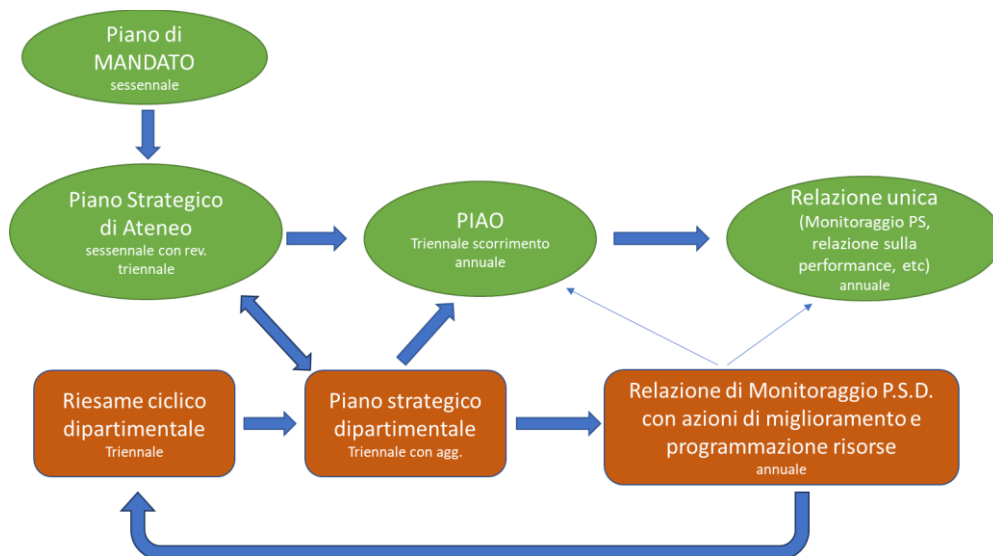 Piano di
MANDATO
sessennale
Piano Strategico
di Ateneo
sessennale con rev.
triennale
PIAO
Triennale scorrimento
annuale
Relazione unica
(Monitoraggio PS,
relazione sulla
performance, etc)
annuale
Riesame ciclico
dipartimentale
Triennale
Piano strategico
dipartimentale
Triennale con agg.
Relazione di Monitoraggio P.S.D.
con azioni di miglioramento e
programmazione risorse
annuale